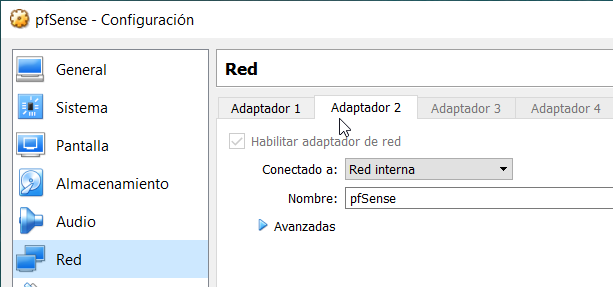 pfSense - Configuración
General
Sistema
Pantalla
Almacenamiento
Audio
Red
Red
Adaptador 1 Adaptador 2 Adaptador 3 Adaptador 4
Habilitar adaptador de red
Conectado a: Red interna
Nombre: pfSense
Avanzadas